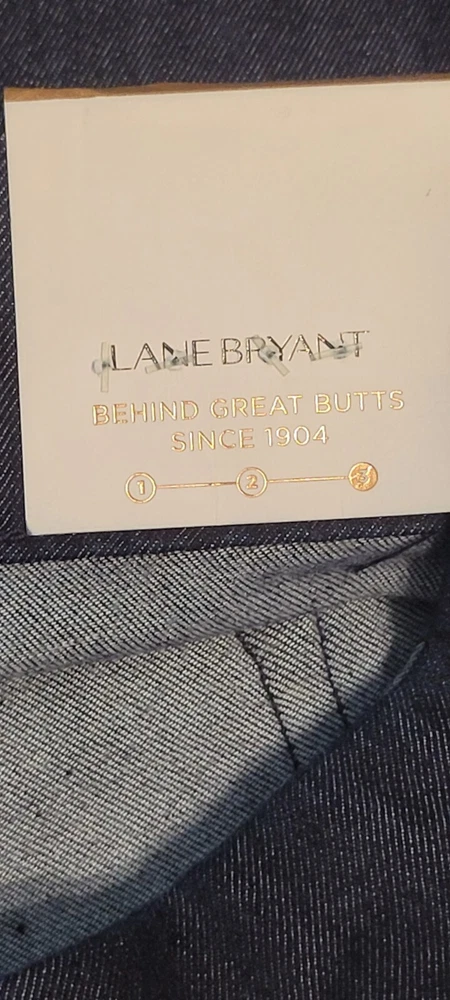 LANE BRYANT
BEHIND GREAT BUTTS
SINCE 1904
1 2 3